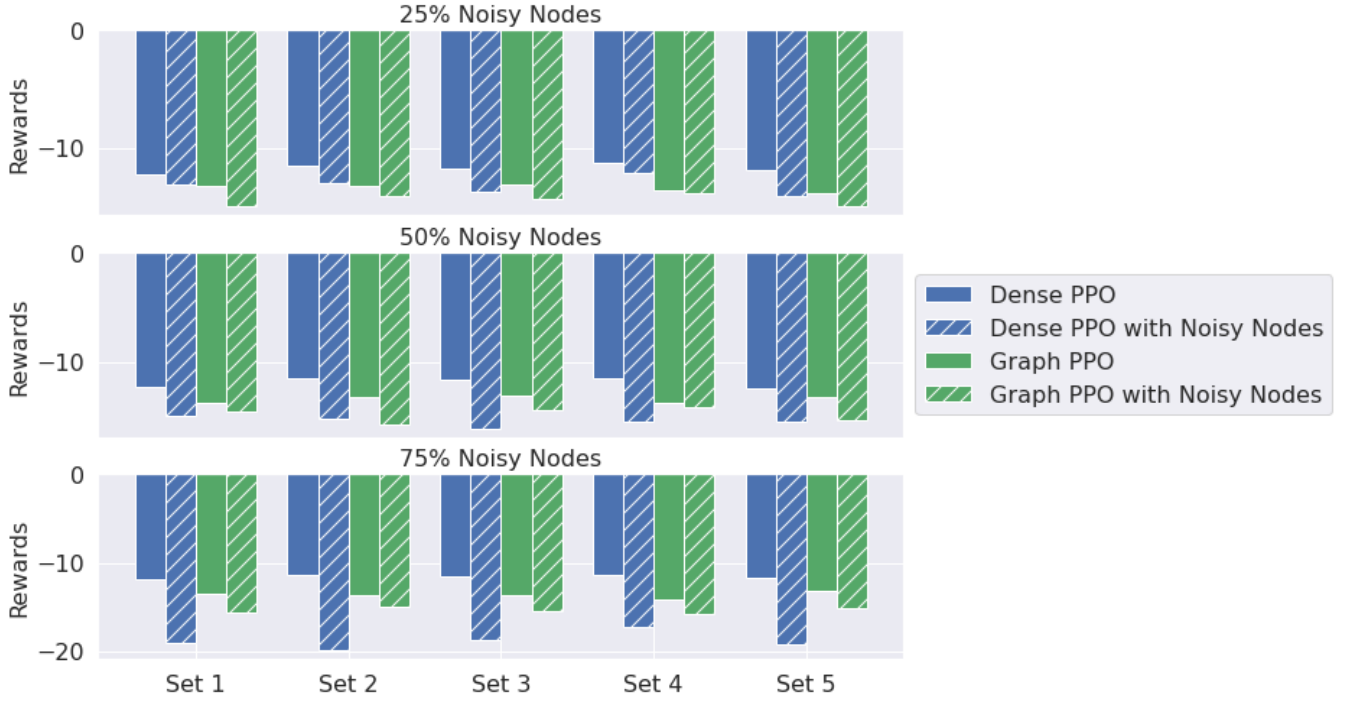 25% Noisy Nodes
0
−10
Rewards
50% Noisy Nodes
0
−10
Rewards
Dense PPO
Dense PPO with Noisy Nodes
Graph PPO
Graph PPO with Noisy Nodes
75% Noisy Nodes
0
−10
−20
Rewards
Set 1
Set 2
Set 3
Set 4
Set 5